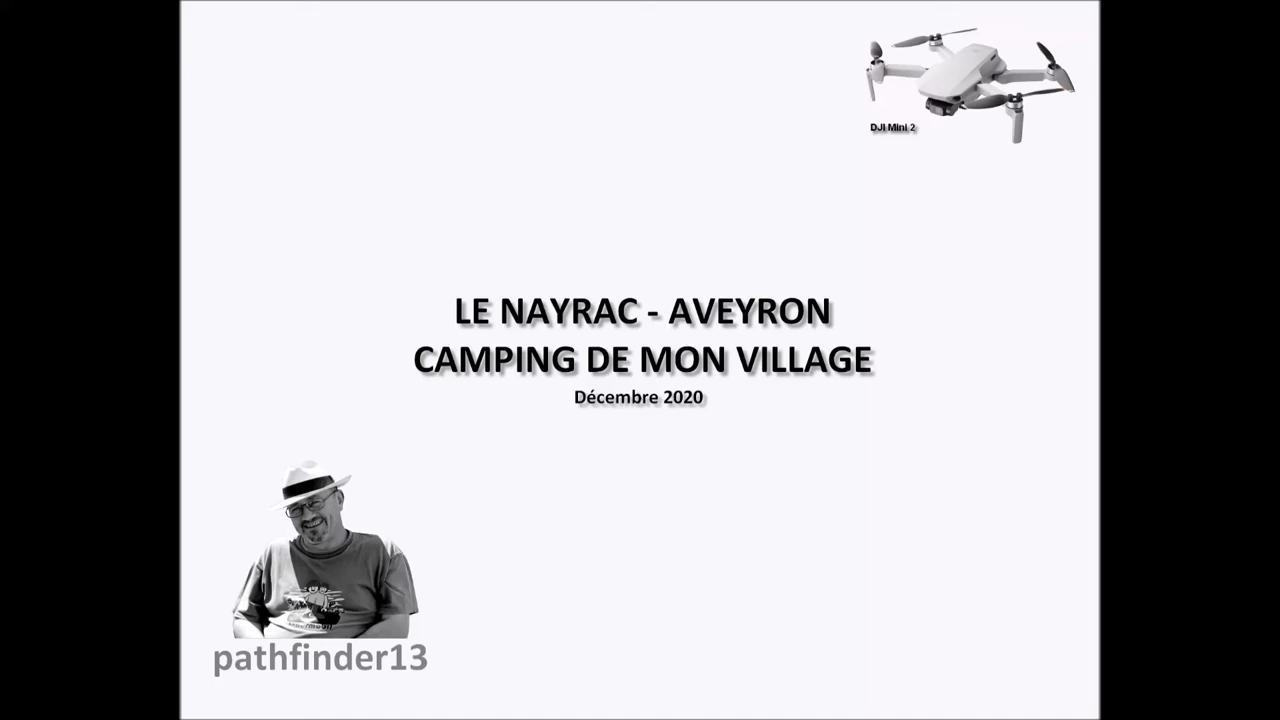 DJI Mini 2
LE NAYRAC - AVEYRON
CAMPING DE MON VILLAGE
Décembre 2020
pathfinder13